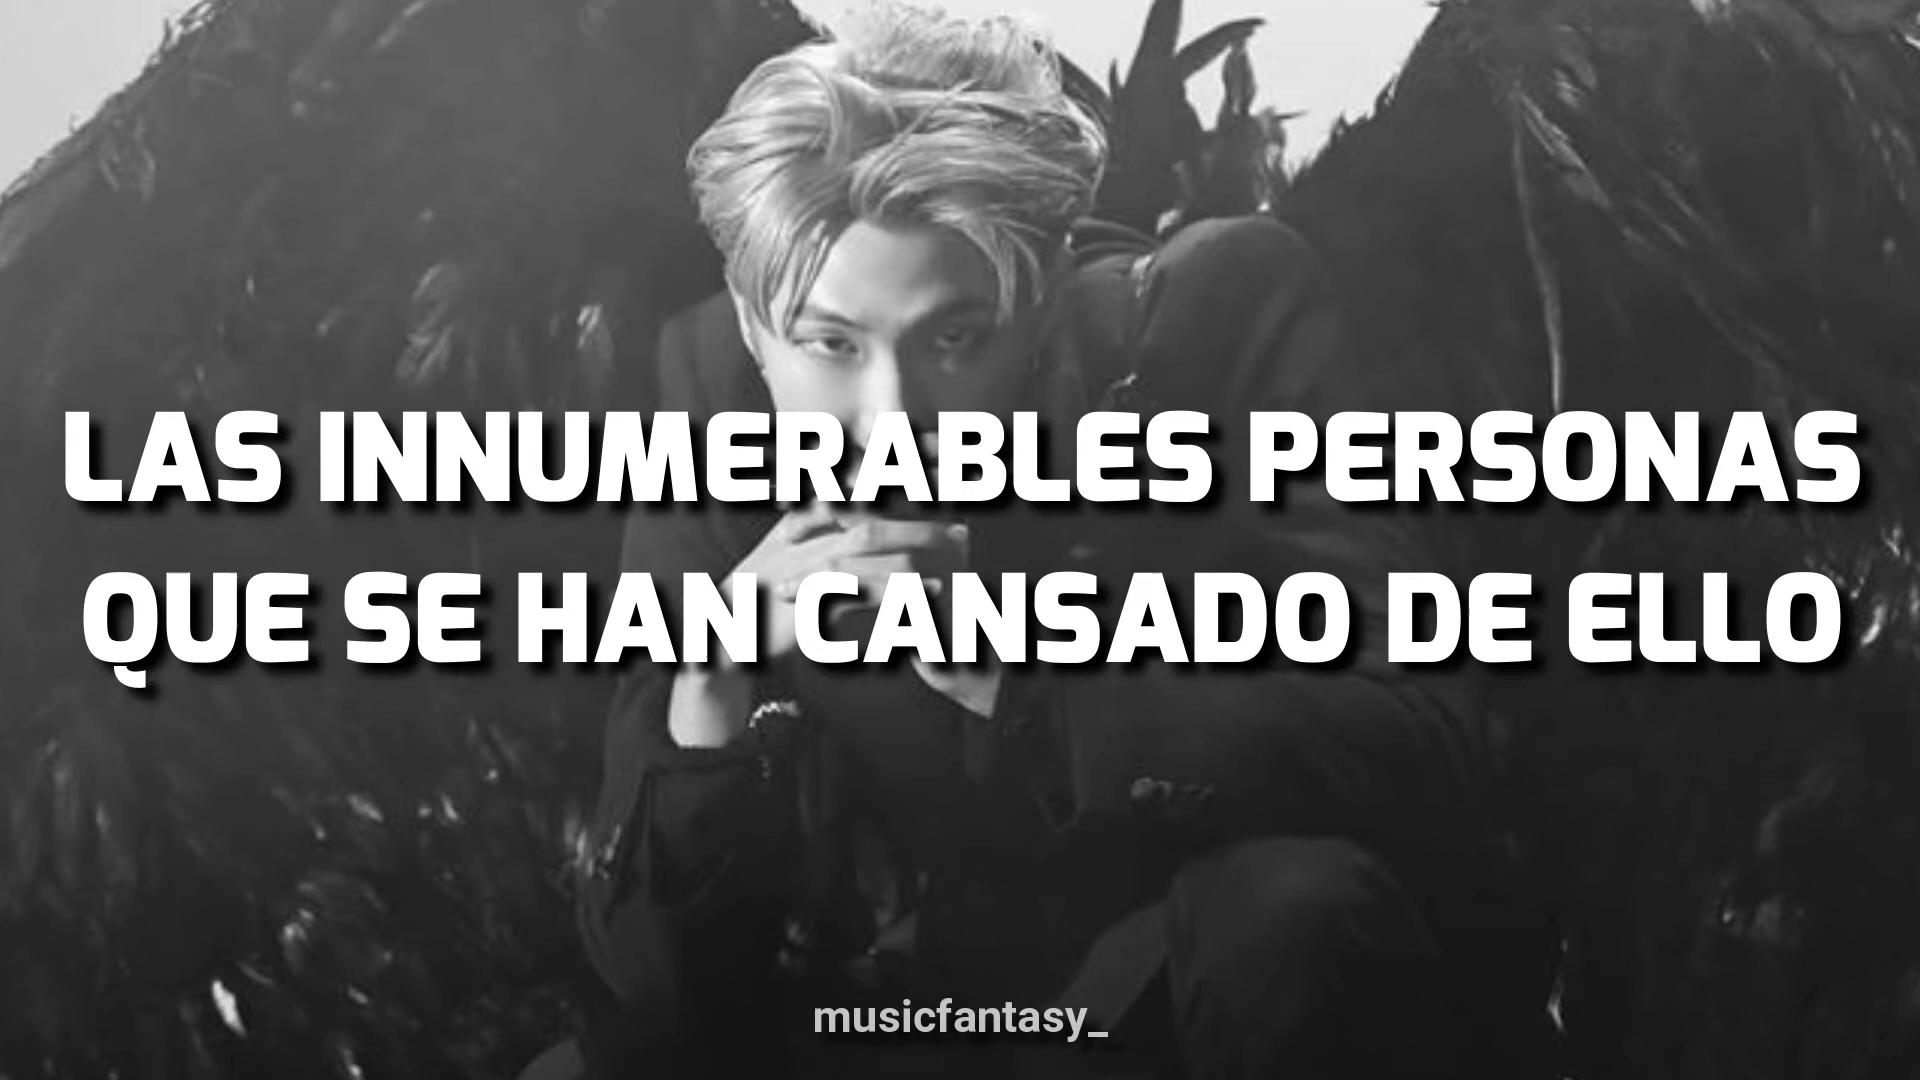 LAS INNUMERABLES PERSONAS
QUE SE HAN CANSADO DE ELLO
musicfantasy_